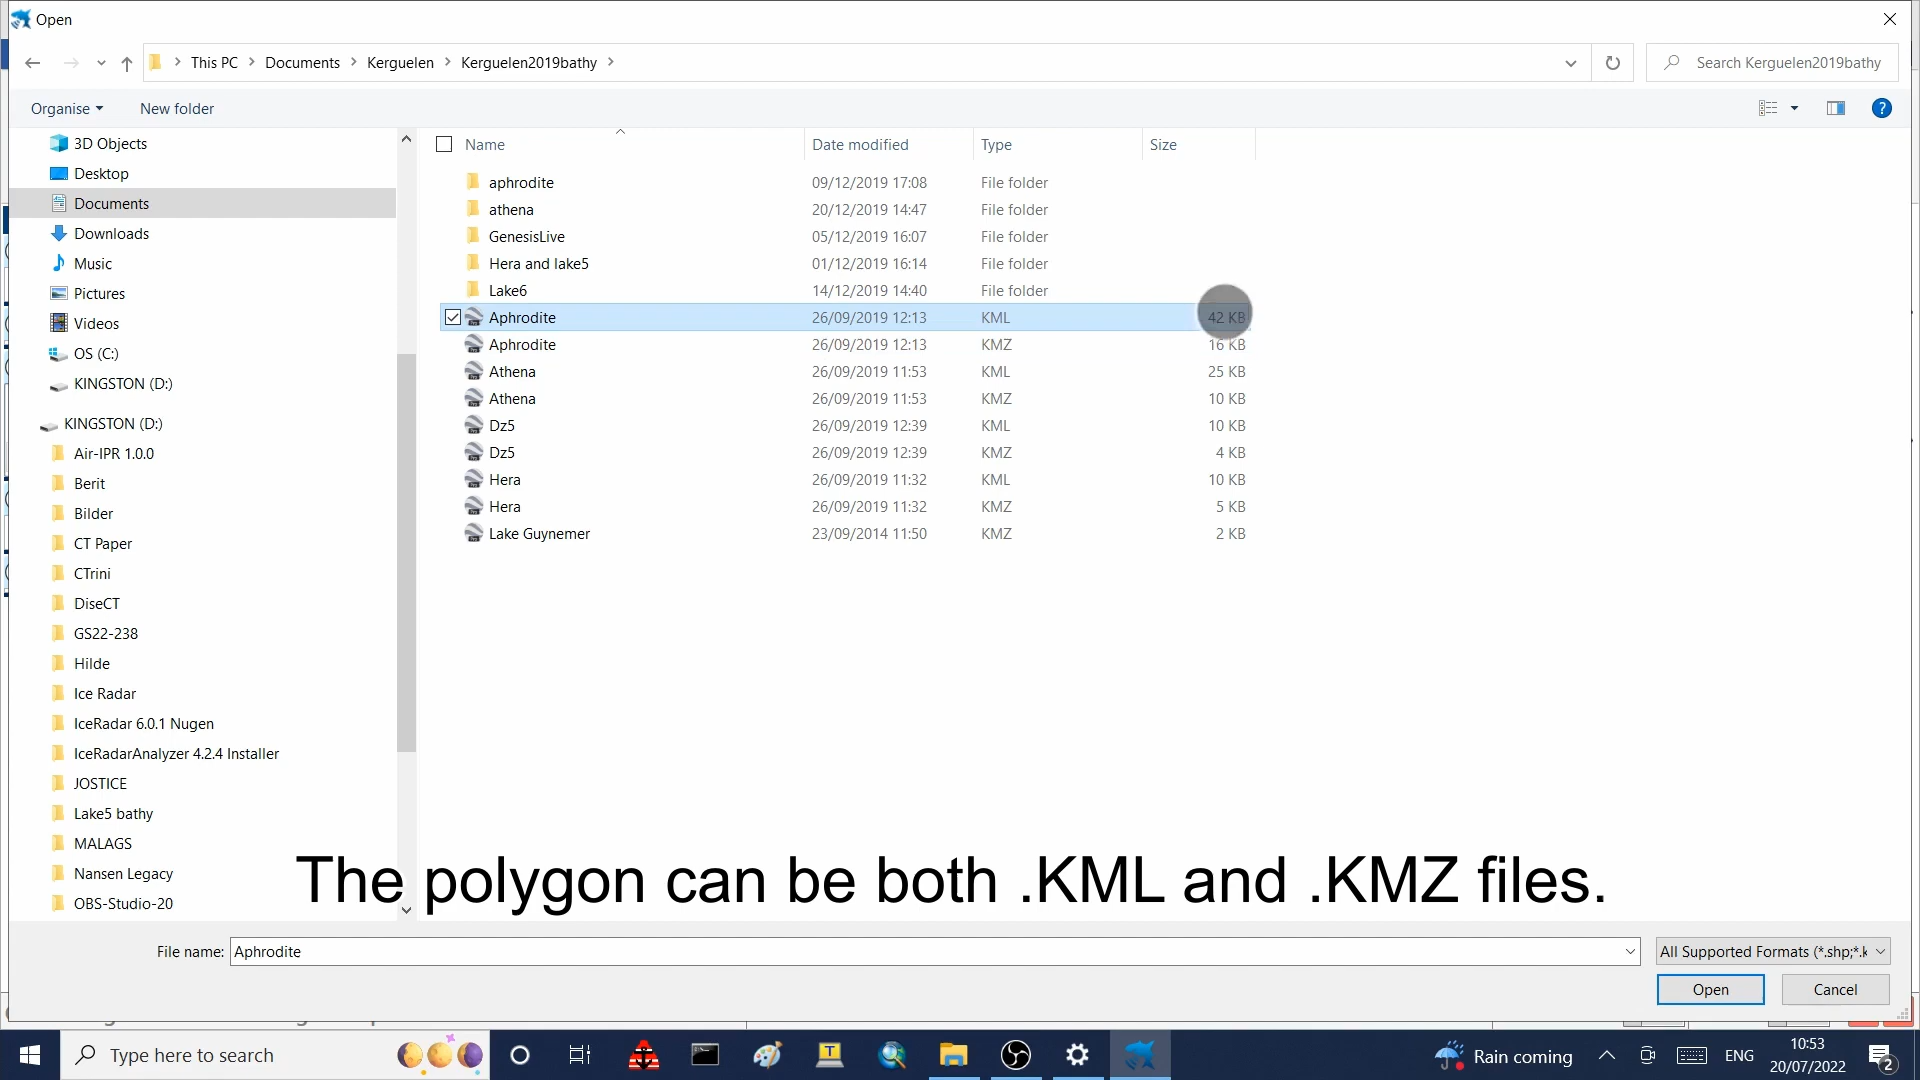 Open
This PC
Documents
Kerguelen
Kerguelen2019bathy
Search Kerguelen2019bathy
Organise
New folder
3D Objects
Desktop
Documents
Downloads
Music
Pictures
Videos
OS (C:)
KINGSTON (D:)
KINGSTON (D:)
Air-IPR 1.0.0
Berit
Bilder
CT Paper
CTrini
DiseCT
GS22-238
Hilde
Ice Radar
IceRadar 6.0.1 Nugen
IceRadarAnalyzer 4.2.4 Installer
JOSTICE
Lake5 bathy
MALAGS
Nansen Legacy
OBS-Studio-20
Name Date modified Type Size
aphrodite 09/12/2019 17:08 File folder
athena 20/12/2019 14:47 File folder
GenesisLive 05/12/2019 16:07 File folder
Hera and lake5 01/12/2019 16:14 File folder
Lake6 14/12/2019 14:40 File folder
Aphrodite 26/09/2019 12:13 KML 42 KB
Aphrodite 26/09/2019 12:13 KMZ 16 KB
Athena 26/09/2019 11:53 KML 25 KB
Athena 26/09/2019 11:53 KMZ 10 KB
Dz5 26/09/2019 12:39 KML 10 KB
Dz5 26/09/2019 12:39 KMZ 4 KB
Hera 26/09/2019 11:32 KML 10 KB
Hera 26/09/2019 11:32 KMZ 5 KB
Lake Guynemer 23/09/2014 11:50 KMZ 2 KB
The polygon can be both .KML and .KMZ files.
File name: Aphrodite
All Supported Formats (*.shp;*.k
Open
Cancel
Type here to search
Rain coming
ENG
10:53
20/07/2022
2